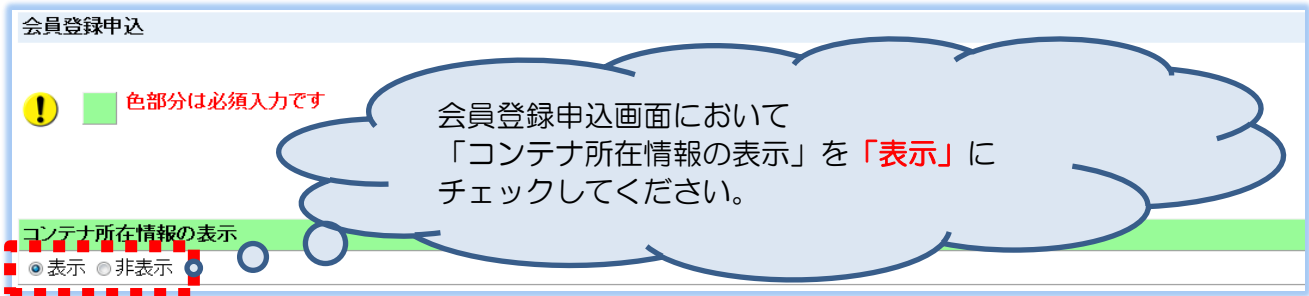 会員登録申込
色部分は必須入力です
会員登録申込画面において
「コンテナ所在情報の表示」を「表示」に
チェックしてください。
コンテナ所在情報の表示
表示 非表示